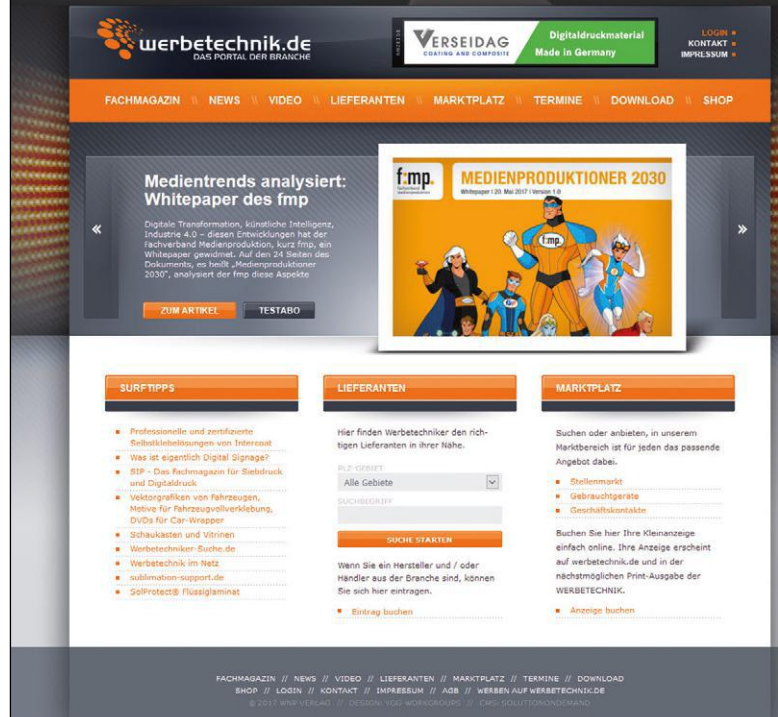 werbetechnik.de
DAS PORTAL DER BRANCHE
ANZEIGE
VERSEIDAG
COATING AND COMPOSITE
Digitaldruckmaterial
Made in Germany
LOGIN
KONTAKT
IMPRESSUM
FACHMAGAZIN \\ NEWS \\ VIDEO \\ LIEFERANTEN \\ MARKTPLATZ \\ TERMINE \\ DOWNLOAD \\ SHOP
Medientrends analysiert:
Whitepaper des fmp
Digitale Transformation, künstliche Intelligenz,
Industrie 4.0 – diesen Entwicklungen hat der
Fachverband Medienproduktion, kurz fmp, ein
Whitepaper gewidmet. Auf den 24 Seiten des
Dokuments, es heißt „Medienproduktioner
2030", analysiert der fmp diese Aspekte
ZUM ARTIKEL
TESTABO
«
»
f:mp.
MEDIENPRODUKTIONER 2030
Whitepaper | 20. Mai 2017 | Version 1.0
f:mp.
SURFTIPPS
Professionelle und zertifizierte
Selbstklebelösungen von Intercoat
Was ist eigentlich Digital Signage?
SIP - Das Fachmagazin für Siebdruck
und Digitaldruck
Vektorgrafiken von Fahrzeugen,
Motive für Fahrzeugvollverklebung,
DVDs für Car-Wrapper
Schaukästen und Vitrinen
Werbetechniker-Suche.de
Werbetechnik im Netz
sublimation-support.de
SolProtect® Flüssiglaminat
LIEFERANTEN
Hier finden Werbetechniker den rich-
tigen Lieferanten in ihrer Nähe.
PLZ-GEBIET
Alle Gebiete
SUCHBEGRIFF
SUCHE STARTEN
Wenn Sie ein Hersteller und / oder
Händler aus der Branche sind, können
Sie sich hier eintragen.
Eintrag buchen
MARKTPLATZ
Suchen oder anbieten, in unserem
Marktbereich ist für jeden das passende
Angebot dabei.
Stellenmarkt
Gebrauchtgeräte
Geschäftskontakte
Buchen Sie hier Ihre Kleinanzeige
einfach online. Ihre Anzeige erscheint
auf werbetechnik.de und in der
nächstmöglichen Print-Ausgabe der
WERBETECHNIK.
Anzeige buchen
FACHMAGAZIN // NEWS // VIDEO // LIEFERANTEN // MARKTPLATZ // TERMINE // DOWNLOAD
SHOP // LOGIN // KONTAKT // IMPRESSUM // AGB // WERBEN AUF WERBETECHNIK.DE
© 2017 WNP VERLAG // DESIGN: YOO WORKGROUPS // CMS: SOLUTIONONDEMAND